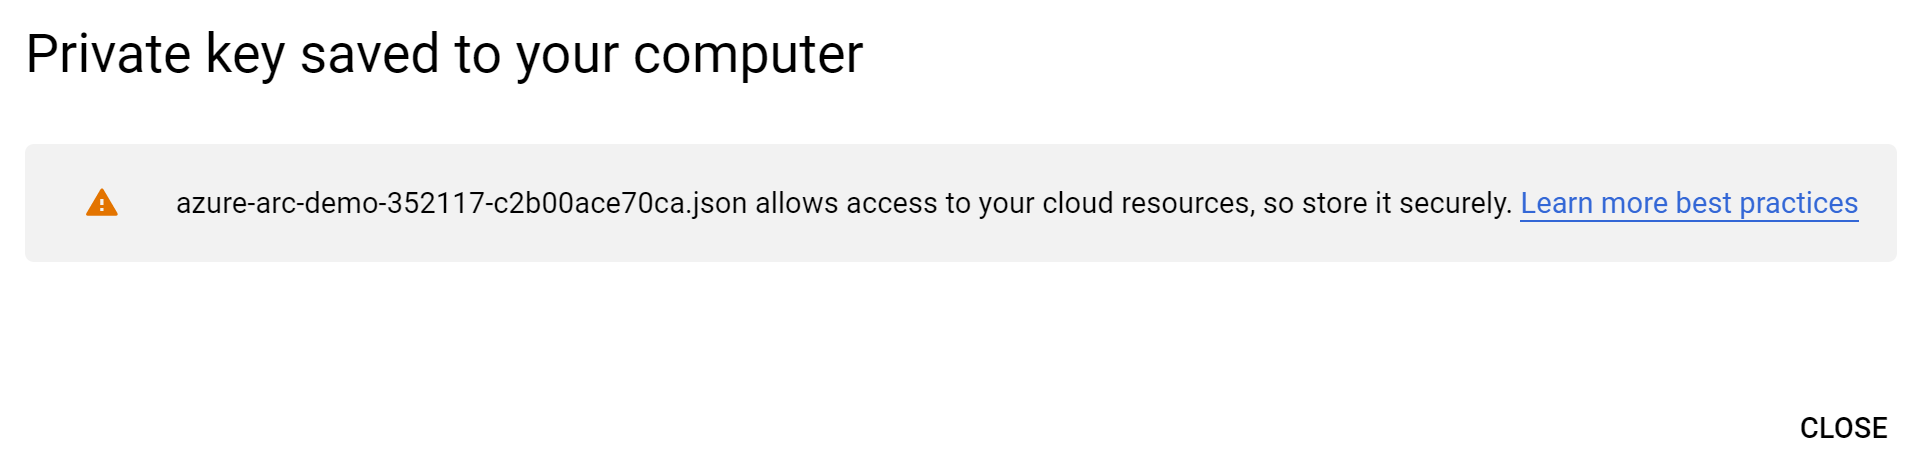 Private key saved to your computer
azure-arc-demo-352117-c2b00ace70ca.json allows access to your cloud resources, so store it securely. Learn more best practices
CLOSE